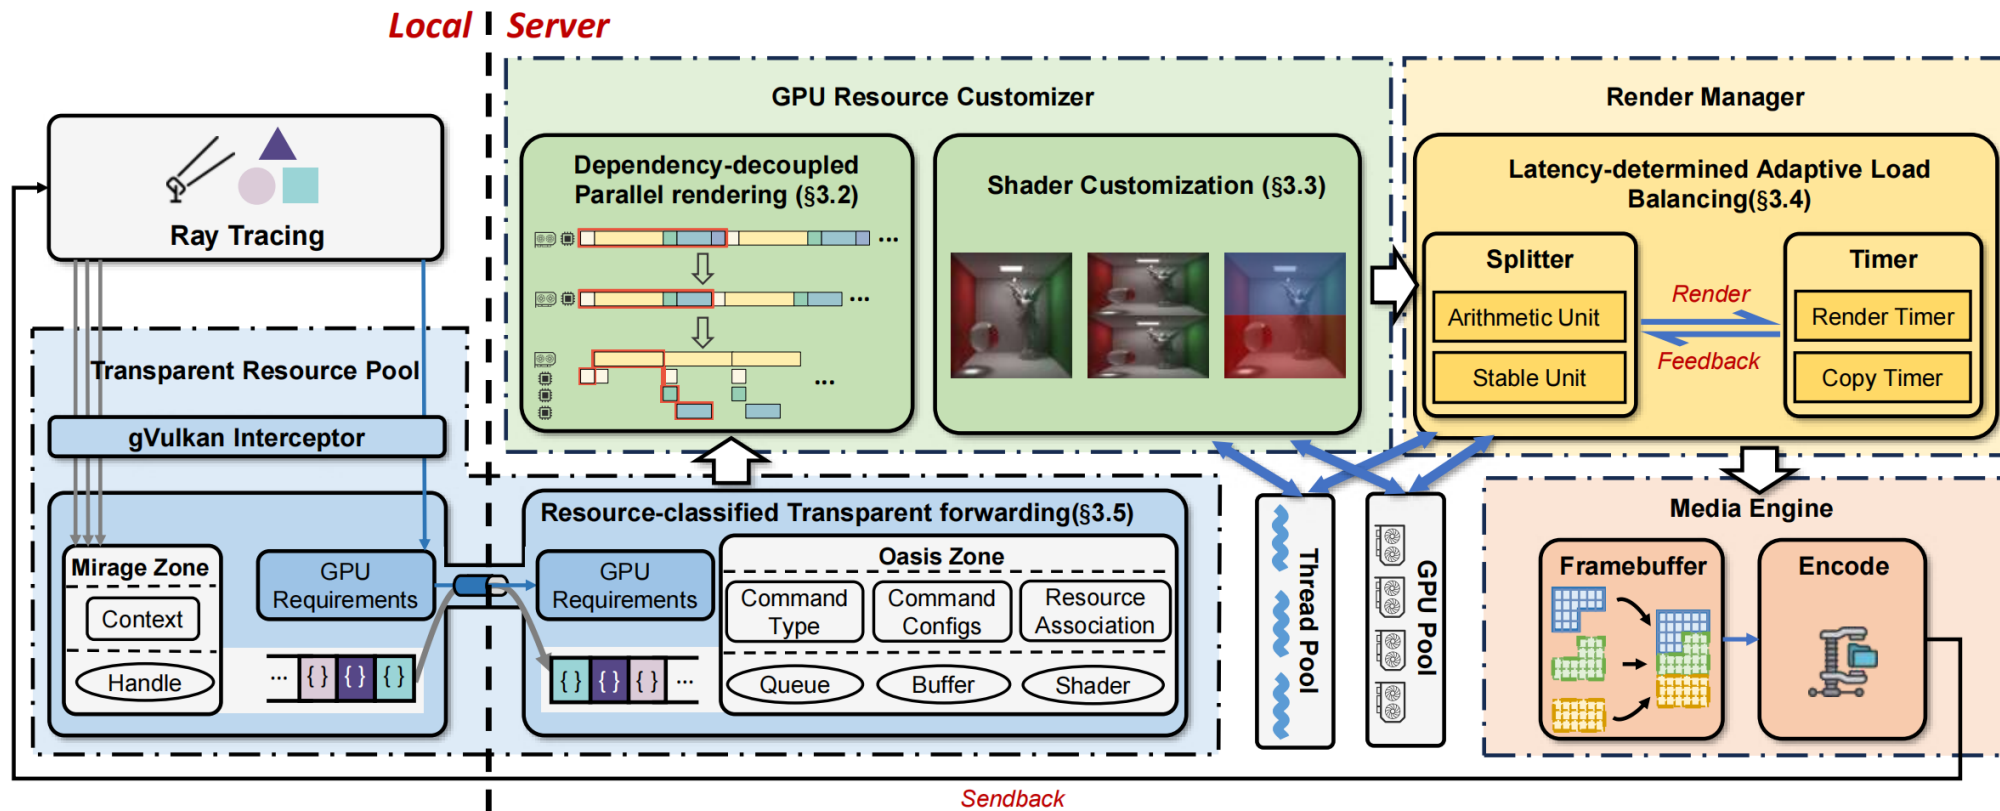 Local
Server
Ray Tracing
Transparent Resource Pool
gVulkan Interceptor
Mirage Zone
Context
Handle
GPU
Requirements
... { } { } { }
GPU Resource Customizer
Dependency-decoupled
Parallel rendering (§3.2)
...
...
...
Shader Customization (§3.3)
Render Manager
Latency-determined Adaptive Load
Balancing(§3.4)
Splitter
Arithmetic Unit
Stable Unit
Render
Feedback
Timer
Render Timer
Copy Timer
Resource-classified Transparent forwarding(§3.5)
GPU
Requirements
{ } { } { } ...
Oasis Zone
Command
Type
Command
Configs
Resource
Association
Queue
Buffer
Shader
Thread Pool
GPU Pool
Media Engine
Framebuffer
Encode
Sendback